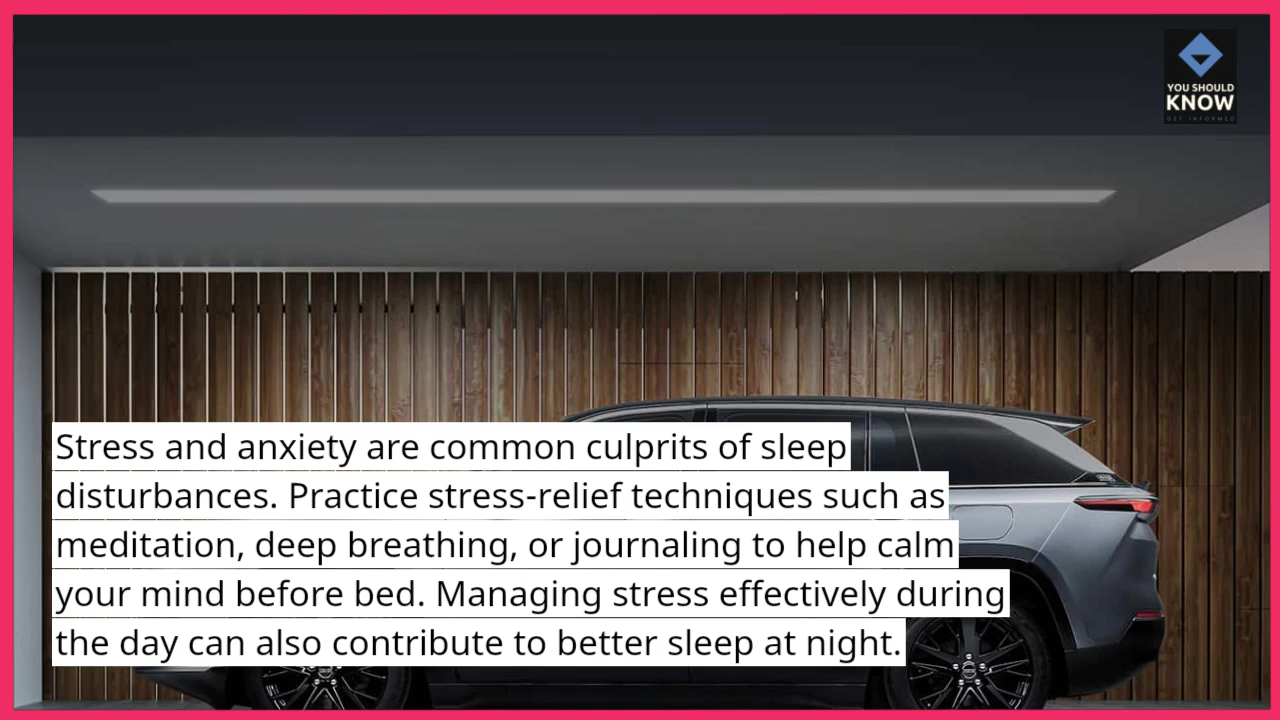 YOU SHOULD
KNOW
GET INFORMED
Stress and anxiety are common culprits of sleep
disturbances. Practice stress-relief techniques such as
meditation, deep breathing, or journaling to help calm
your mind before bed. Managing stress effectively during
the day can also contribute to better sleep at night.